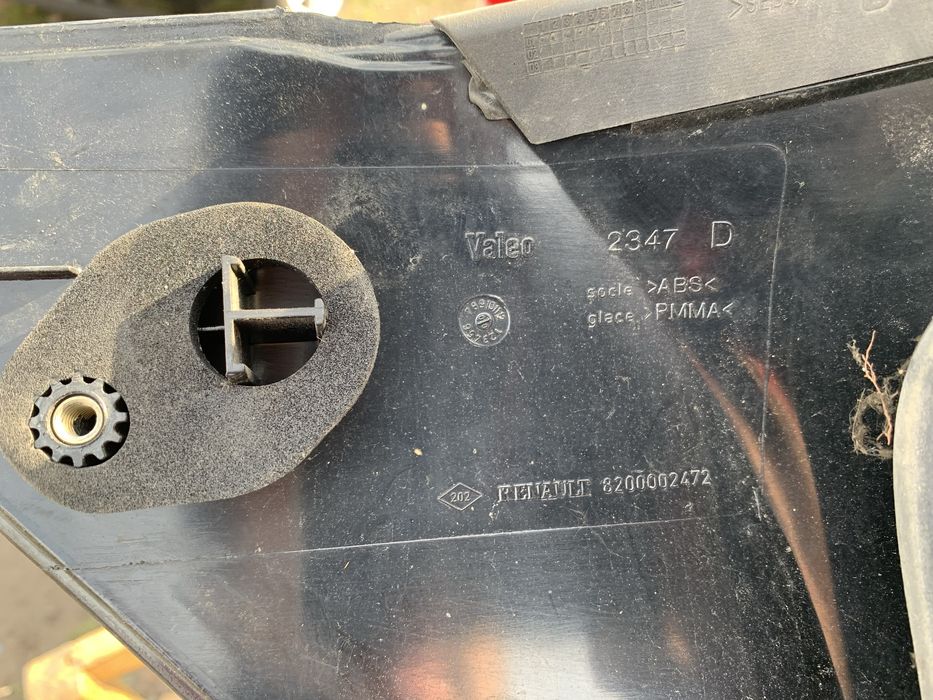 Valeo 2347 D
socle >ABS<
glace >PMMA<
202 RENAULT 8200002472